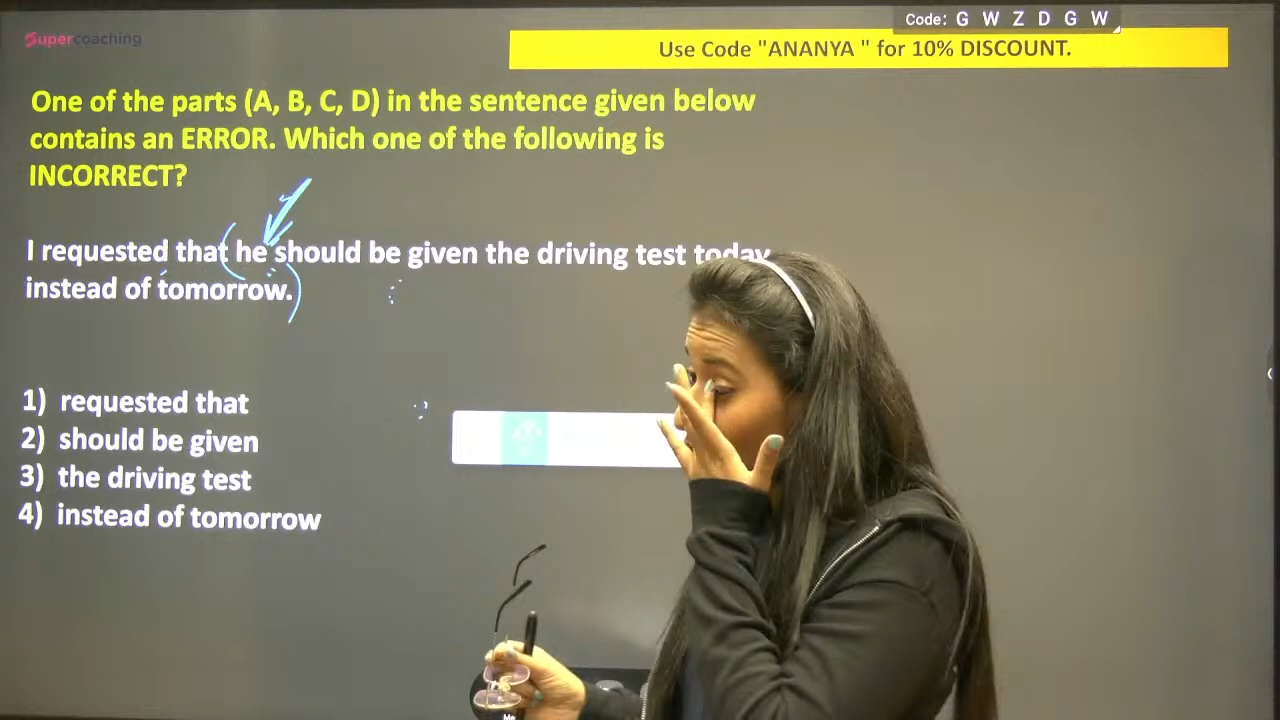 Code: G W Z D G W
Supercoaching
Use Code "ANANYA " for 10% DISCOUNT.
One of the parts (A, B, C, D) in the sentence given below
contains an ERROR. Which one of the following is
INCORRECT?
I requested that he should be given the driving test today
instead of tomorrow.
1) requested that
2) should be given
3) the driving test
4) instead of tomorrow